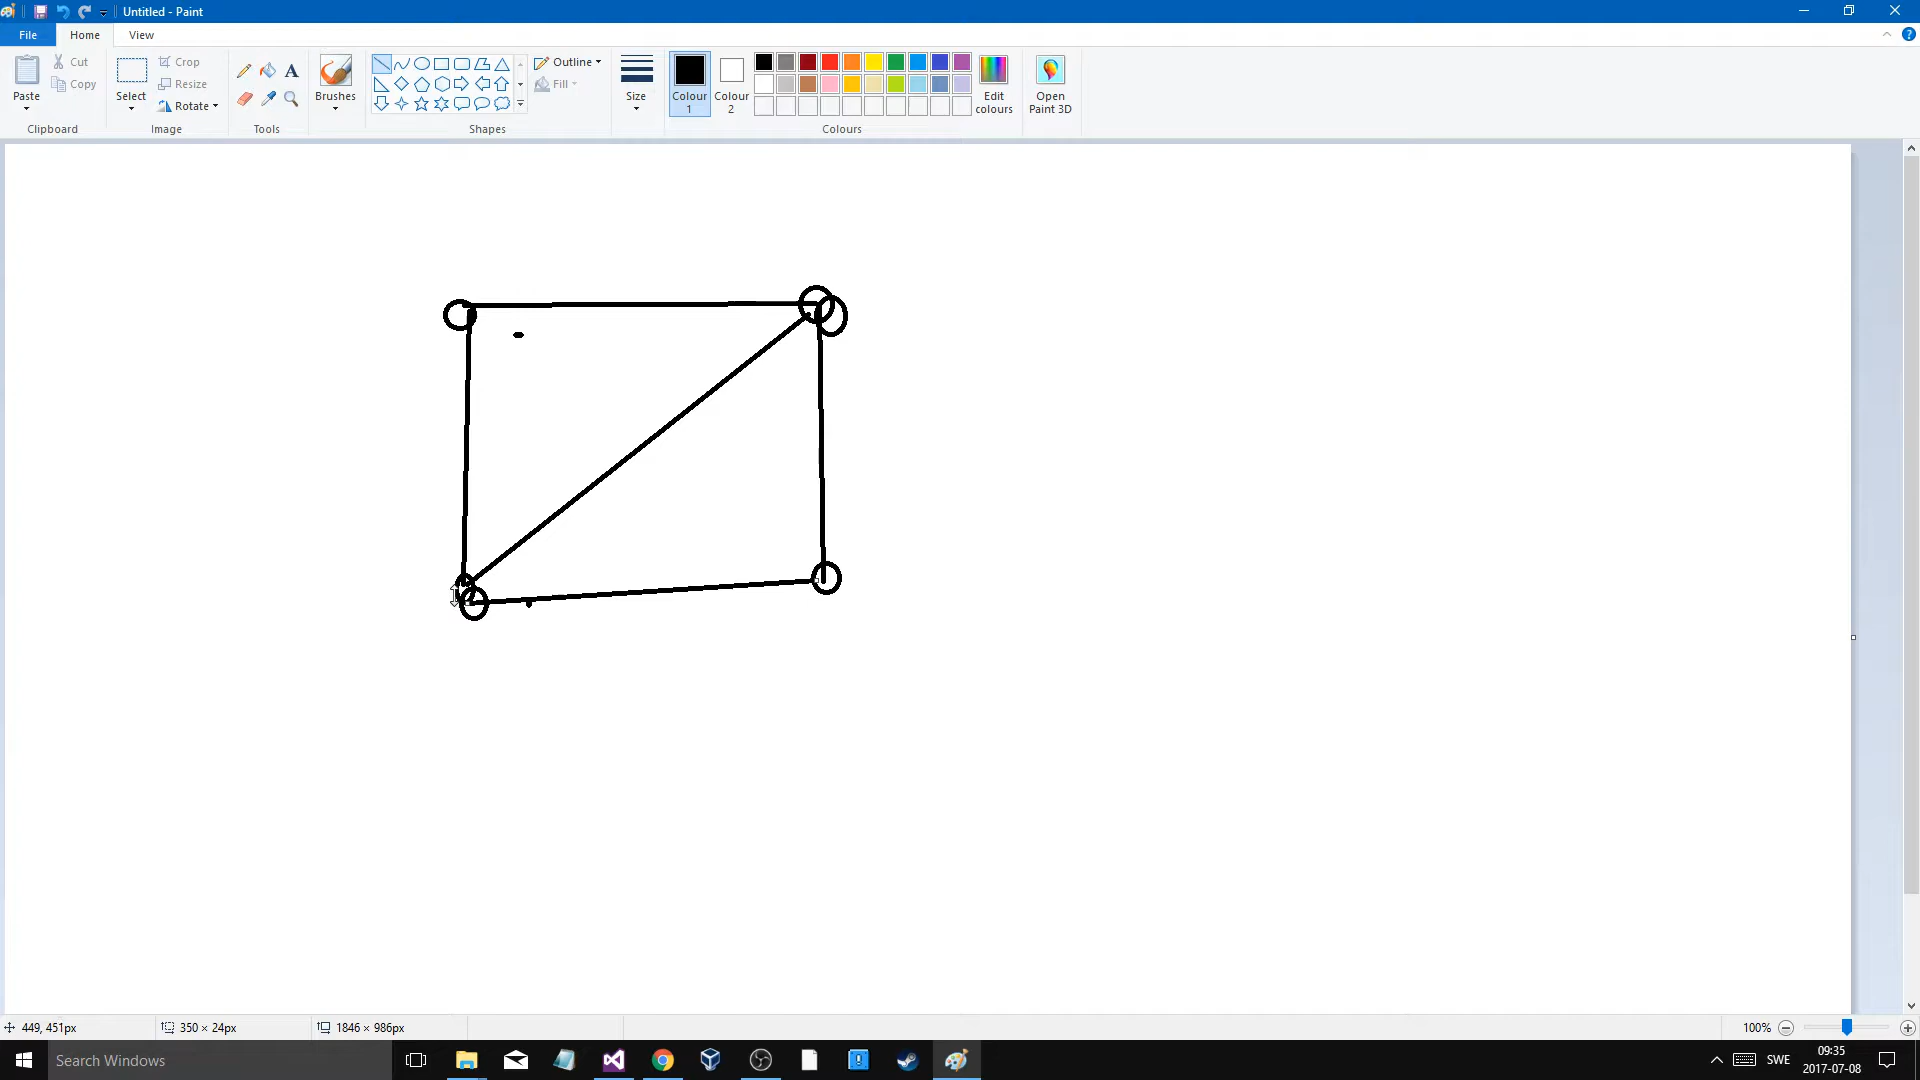 Untitled - Paint
File Home View
Paste
Cut
Copy
Clipboard
Select
Crop
Resize
Rotate
Image
A
Tools
Brushes
Shapes
Outline
Fill
Size
Colour 1
Colour 2
Edit colours
Colours
Open Paint 3D
449, 451px
350 × 24px
1846 × 986px
100%
Search Windows
SWE
09:35
2017-07-08